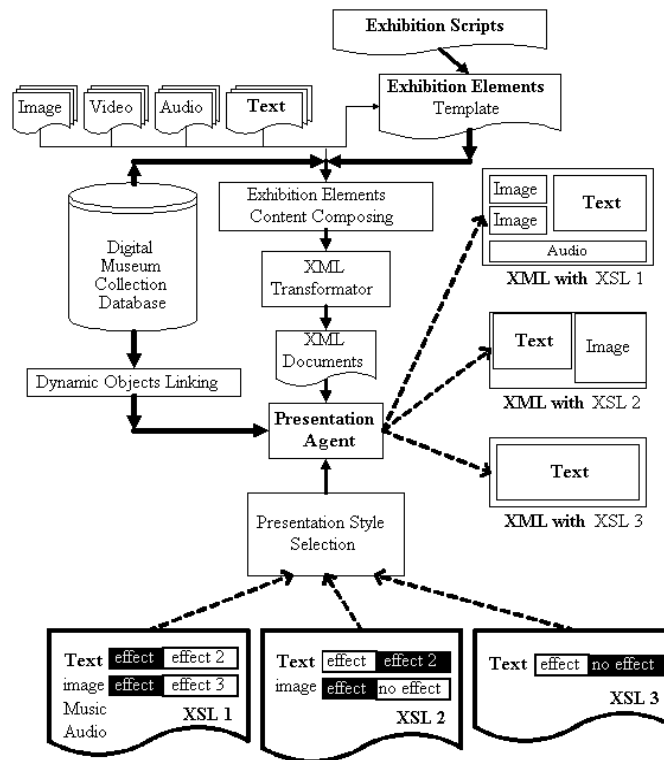 Exhibition Scripts
Exhibition Elements
Template
Image
Video
Audio
Text
Exhibition Elements
Content Composing
Digital
Museum
Collection
Database
XML
Transformator
XML
Documents
Dynamic Objects Linking
Presentation
Agent
Image
Image
Text
Audio
XML with XSL 1
Text
Image
XML with XSL 2
Text
XML with XSL 3
Presentation Style
Selection
Text effect effect 2
image effect effect 3
Music
Audio
XSL 1
Text effect effect 2
image effect no effect
XSL 2
Text effect no effect
XSL 3